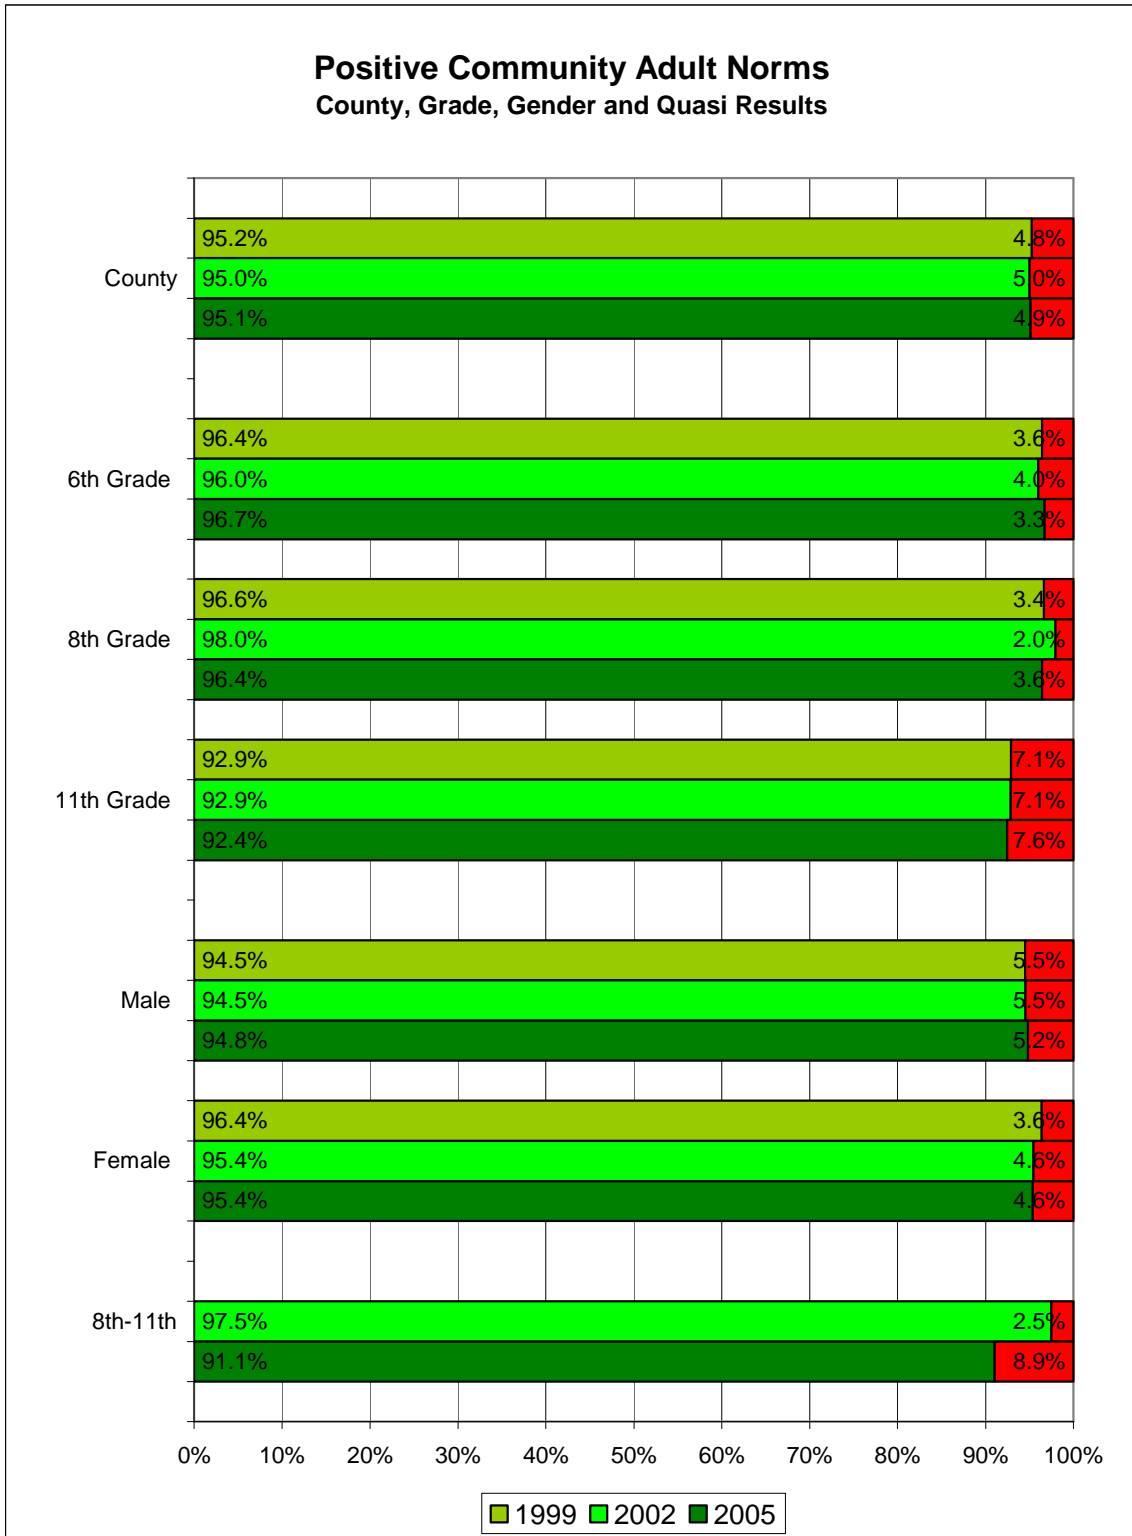 Positive Community Adult Norms
County, Grade, Gender and Quasi Results
95.2% 4.8%
County 95.0% 5.0%
95.1% 4.9%
96.4% 3.6%
6th Grade 96.0% 4.0%
96.7% 3.3%
96.6% 3.4%
8th Grade 98.0% 2.0%
96.4% 3.6%
92.9% 7.1%
11th Grade 92.9% 7.1%
92.4% 7.6%
94.5% 5.5%
Male 94.5% 5.5%
94.8% 5.2%
96.4% 3.6%
Female 95.4% 4.6%
95.4% 4.6%
8th-11th 97.5% 2.5%
91.1% 8.9%
0% 10% 20% 30% 40% 50% 60% 70% 80% 90% 100%
1999 2002 2005